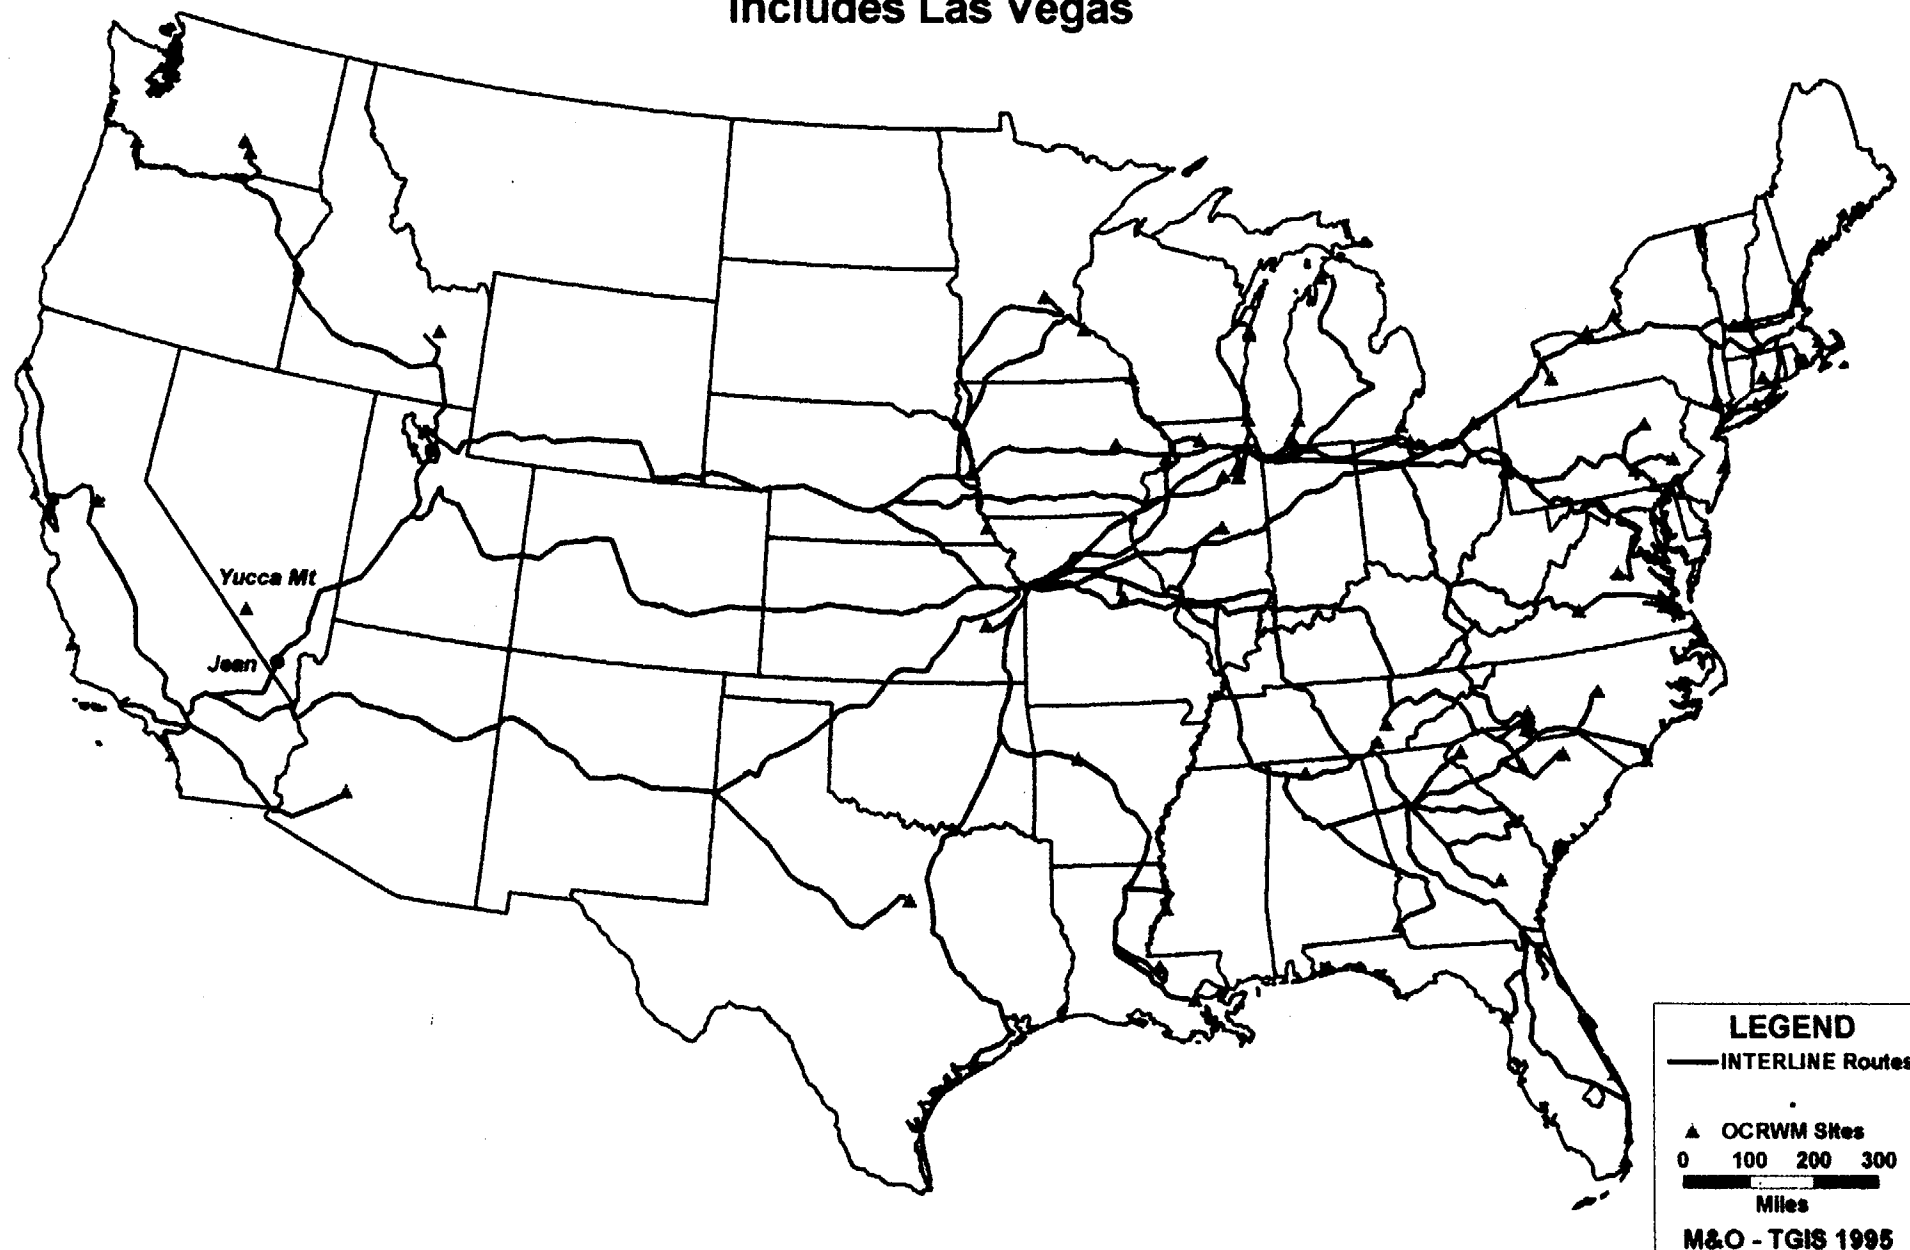 Includes Las Vegas
Yucca Mt
Jean
LEGEND
INTERLINE Routes
OCRWM Sites
0 100 200 300
Miles
M&O - TGIS 1995